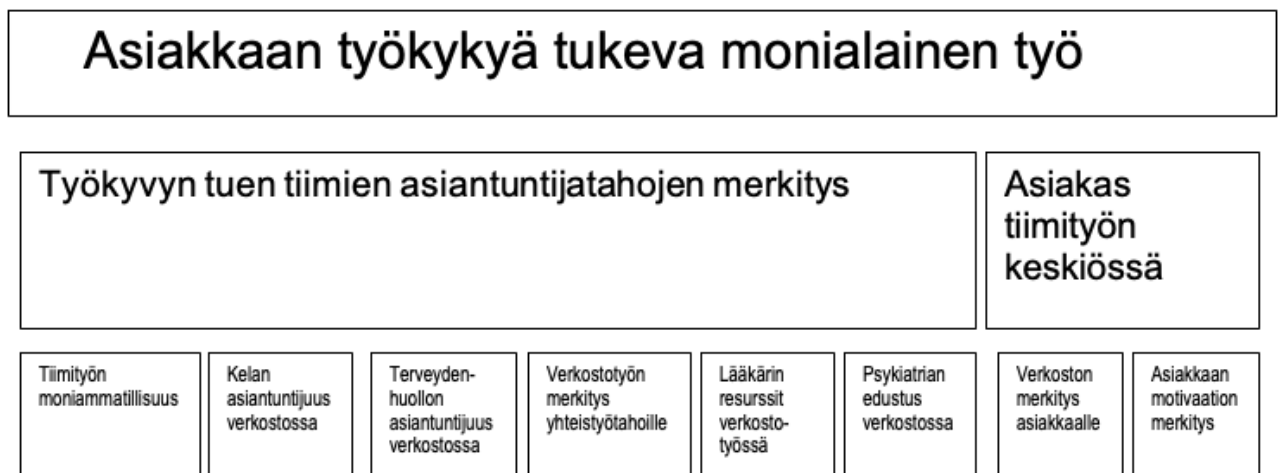 Asiakkaan työkykyä tukeva monialainen työ
Työkyvyn tuen tiimien asiantuntijatahojen merkitys
Asiakas
tiimityön
keskiössä
Tiimityön
moniammatillisuus
Kelan
asiantuntijuus
verkostossa
Terveyden-
huollon
asiantuntijuus
verkostossa
Verkostotyön
merkitys
yhteistyötahoille
Lääkärin
resurssit
verkosto-
työssä
Psykiatrian
edustus
verkostossa
Verkoston
merkitys
asiakkaalle
Asiakkaan
motivaation
merkitys